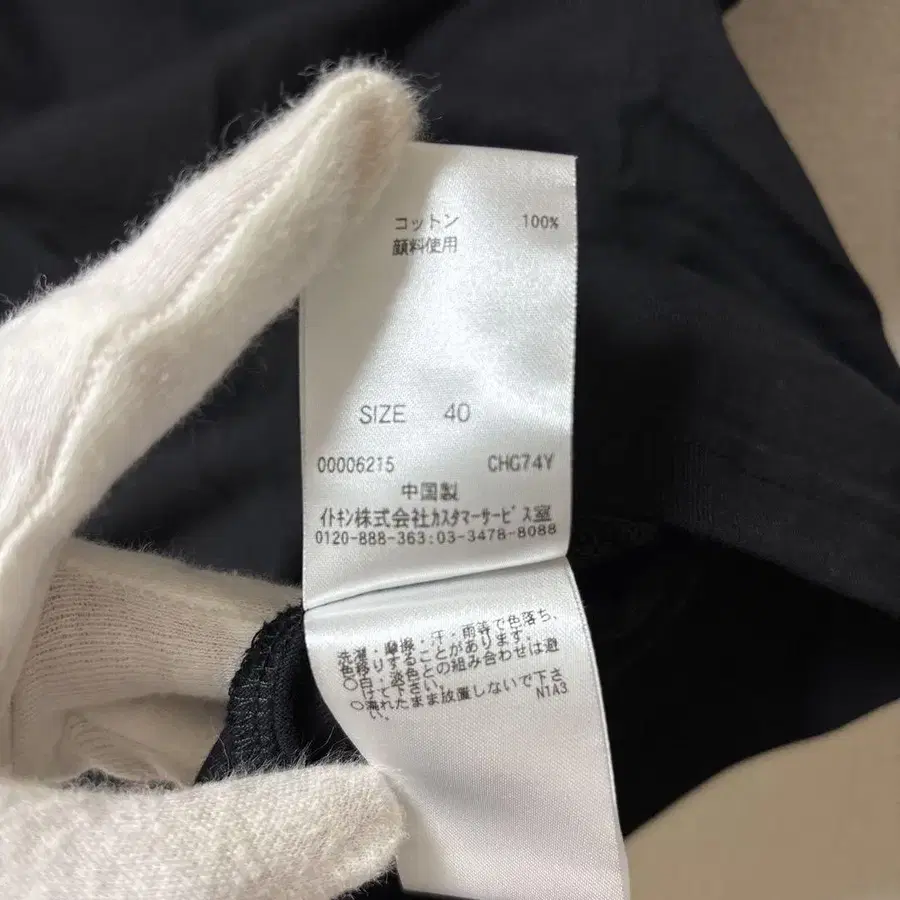 コットン 100%
顔料使用
SIZE 40
00006215 CHG74Y
中国製
イトキン株式会社カスタマーサービス室
0120-888-363:03-3478-8088
洗濯・摩擦・汗・雨等で色落ち、
色移りすることがあります。
○白・淡色との組み合わせは避
けて下さい。
○濡れたまま放置しないで下さ
い。 N1A3